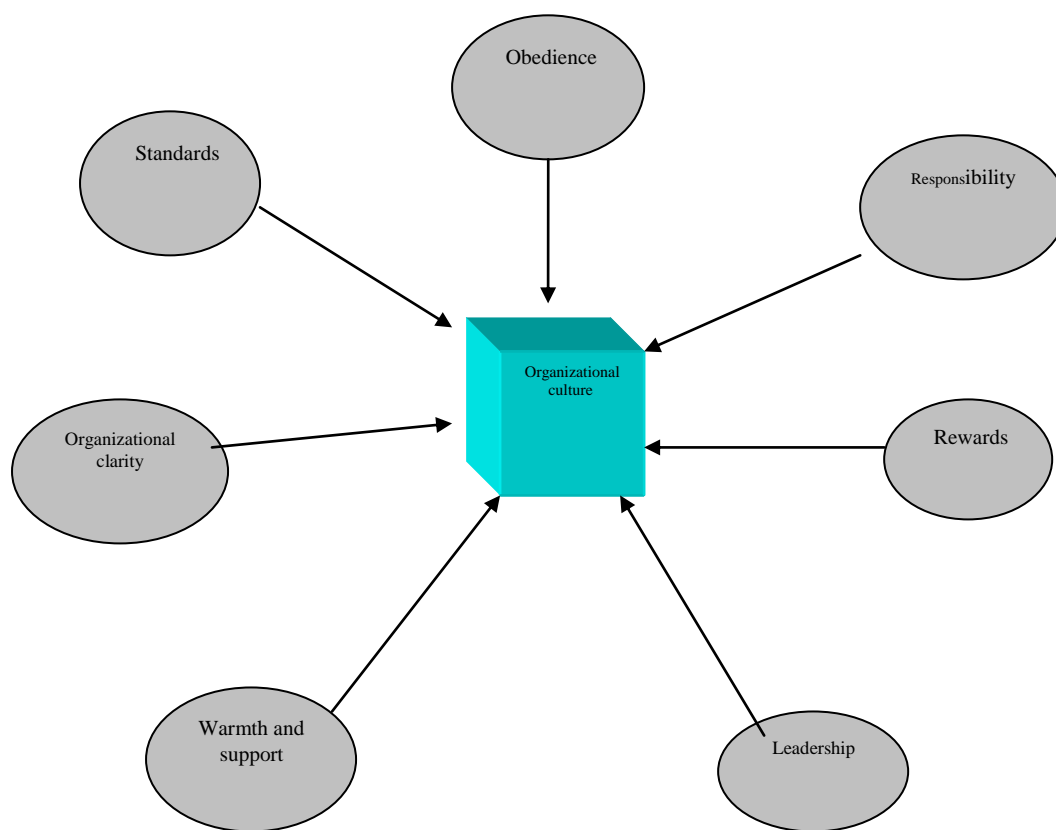 Obedience
Standards
Responsibility
Organizational
culture
Organizational
clarity
Rewards
Warmth and
support
Leadership